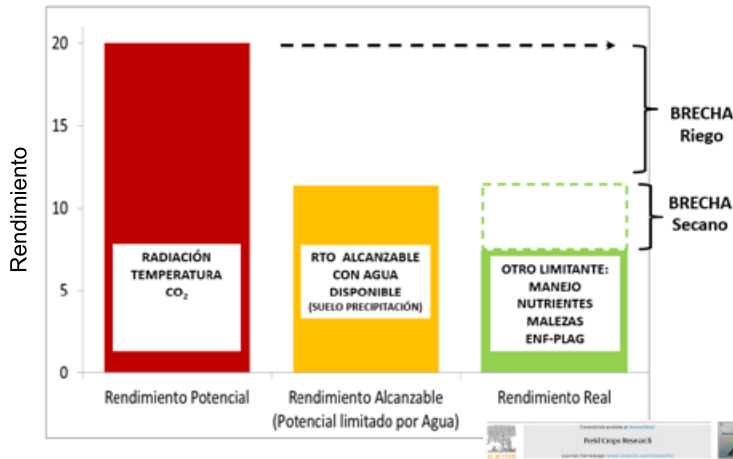 Rendimiento
20
15
10
5
0
RADIACIÓN
TEMPERATURA
CO₂
RTO ALCANZABLE
CON AGUA
DISPONIBLE
(SUELO PRECIPITACIÓN)
OTRO LIMITANTE:
MANEJO
NUTRIENTES
MALEZAS
ENF-PLAG
BRECHA
Riego
BRECHA
Secano
Rendimiento Potencial
Rendimiento Alcanzable
(Potencial limitado por Agua)
Rendimiento Real
Field Crops Research
ELSEVIER